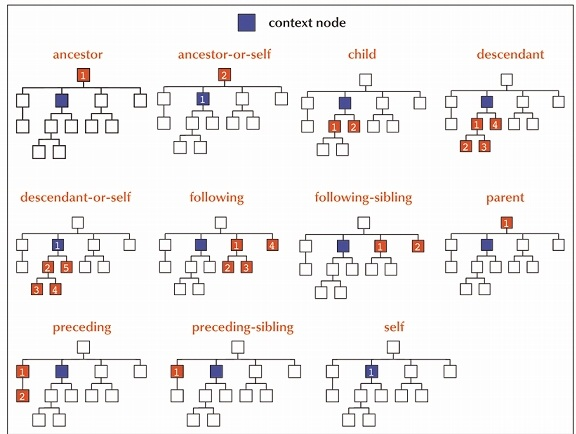 context node
ancestor
ancestor-or-self
child
descendant
1
2
1
1 2
1 4
2 3
descendant-or-self
following
following-sibling
parent
1
2 5
3 4
1 4
2 3
1 2
1
preceding
preceding-sibling
self
1
2
1
1